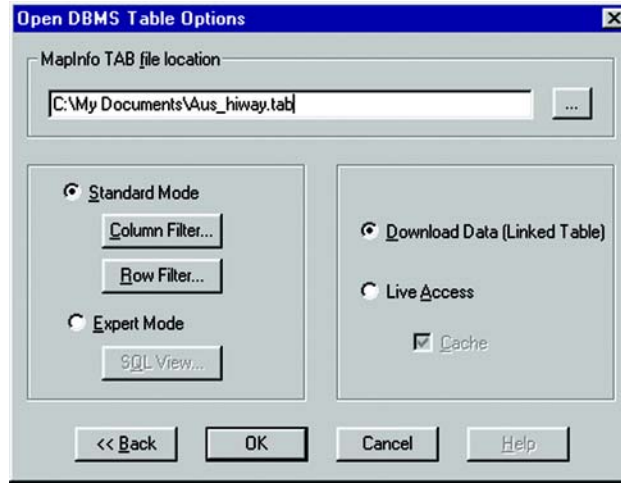 Open DBMS Table Options
MapInfo TAB file location
C:\My Documents\Aus_hiway.tab
...
Standard Mode
Column Filter...
Row Filter...
Expert Mode
SQL View...
Download Data (Linked Table)
Live Access
Cache
<< Back
OK
Cancel
Help